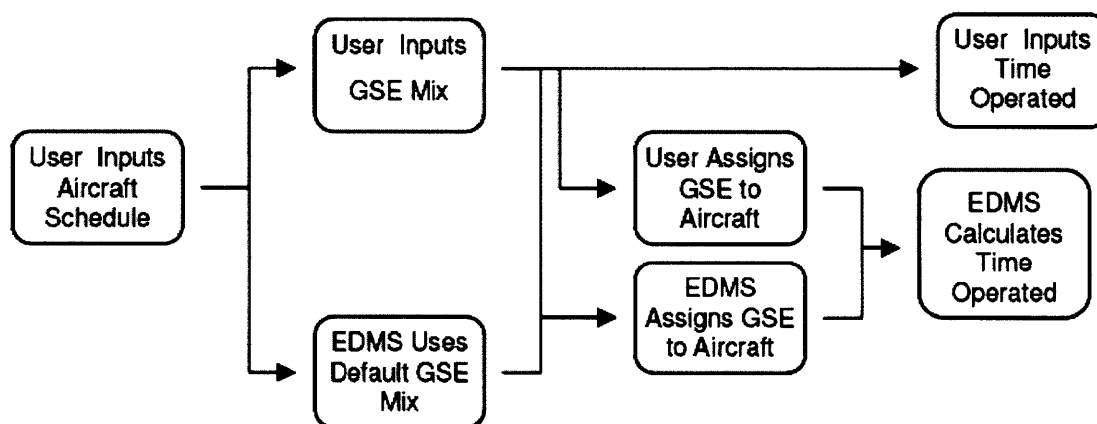 User Inputs
GSE Mix
User Inputs
Time
Operated
User Inputs
Aircraft
Schedule
User Assigns
GSE to
Aircraft
EDMS
Calculates
Time
Operated
EDMS
Assigns GSE
to Aircraft
EDMS Uses
Default GSE
Mix